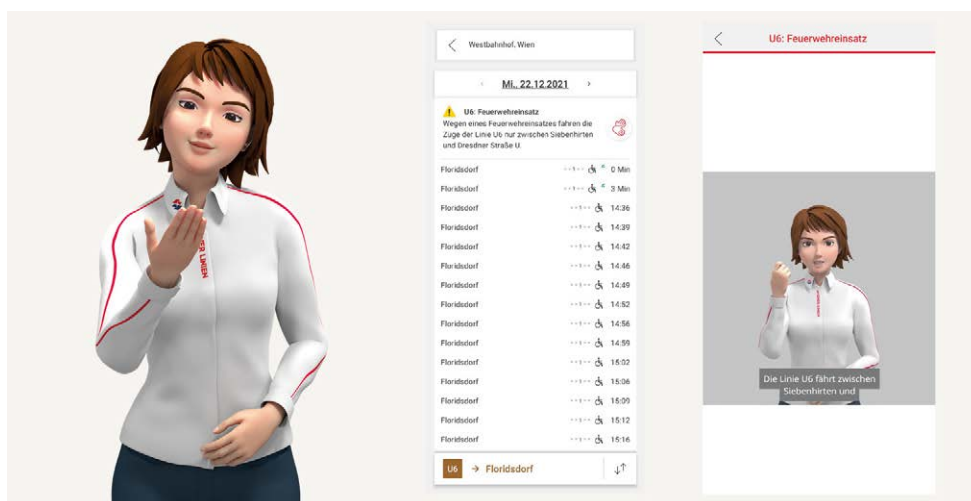 WIENER LINIEN
Westbahnhof, Wien
Mi.. 22.12.2021
U6: Feuerwehreinsatz
Wegen eines Feuerwehreinsatzes fahren die
Züge der Linie U6 nur zwischen Siebenhirten
und Dresdner Straße U.
Floridsdorf 0 Min
Floridsdorf 3 Min
Floridsdorf 14:36
Floridsdorf 14:39
Floridsdorf 14:42
Floridsdorf 14:46
Floridsdorf 14:49
Floridsdorf 14:52
Floridsdorf 14:56
Floridsdorf 14:59
Floridsdorf 15:02
Floridsdorf 15:06
Floridsdorf 15:09
Floridsdorf 15:12
Floridsdorf 15:16
U6 → Floridsdorf
U6: Feuerwehreinsatz
Die Linie U6 fährt zwischen
Siebenhirten und